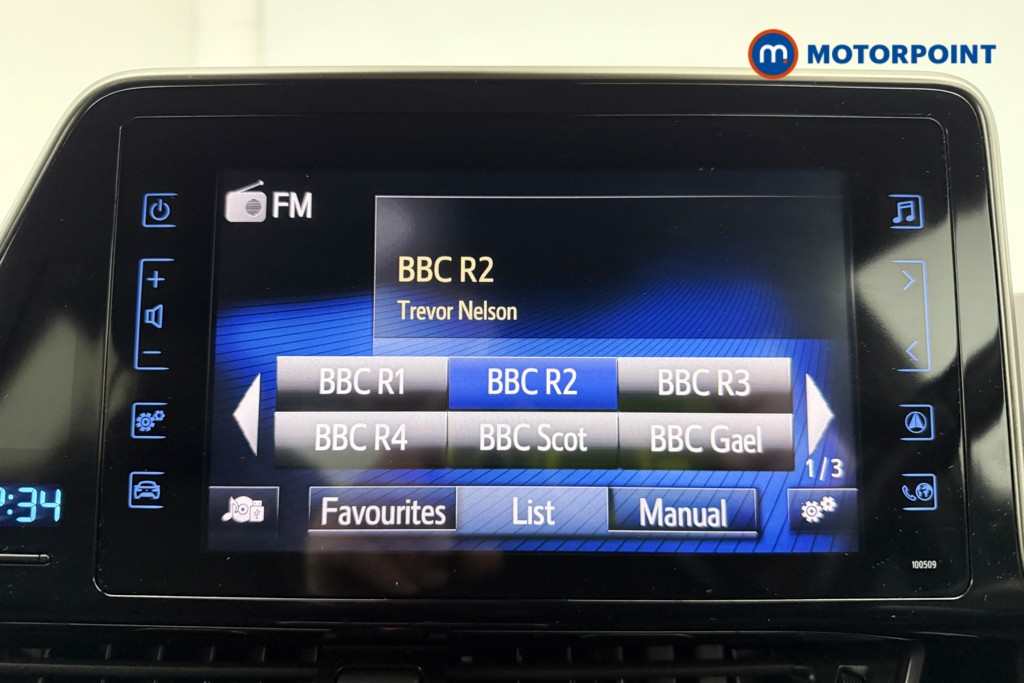 m MOTORPOINT
FM
BBC R2
Trevor Nelson
BBC R1 BBC R2 BBC R3
BBC R4 BBC Scot BBC Gael
1/3
:34
Favourites List Manual
100509